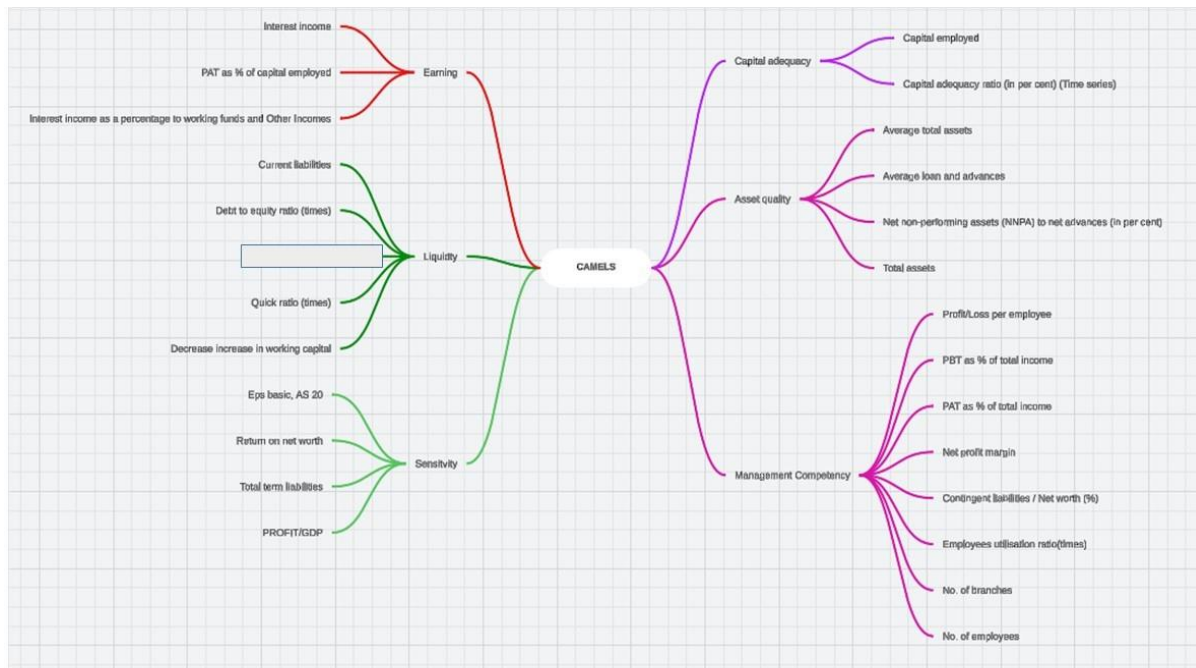 Interest income
PAT as % of capital employed
Earning
Interest income as a percentage to working funds and Other Incomes
Current liabilities
Debt to equity ratio (times)
Liquidity
Quick ratio (times)
Decrease increase in working capital
Eps basic, AS 20
Return on net worth
Sensitvity
Total term liabilities
PROFIT/GDP
CAMELS
Capital employed
Capital adequacy
Capital adequacy ratio (in per cent) (Time series)
Average total assets
Average loan and advances
Asset quality
Net non-performing assets (NNPA) to net advances (in per cent)
Total assets
Profit/Loss per employee
PBT as % of total income
PAT as % of total income
Net profit margin
Management Competency
Contingent liabilities / Net worth (%)
Employees utilisation ratio(times)
No. of branches
No. of employees